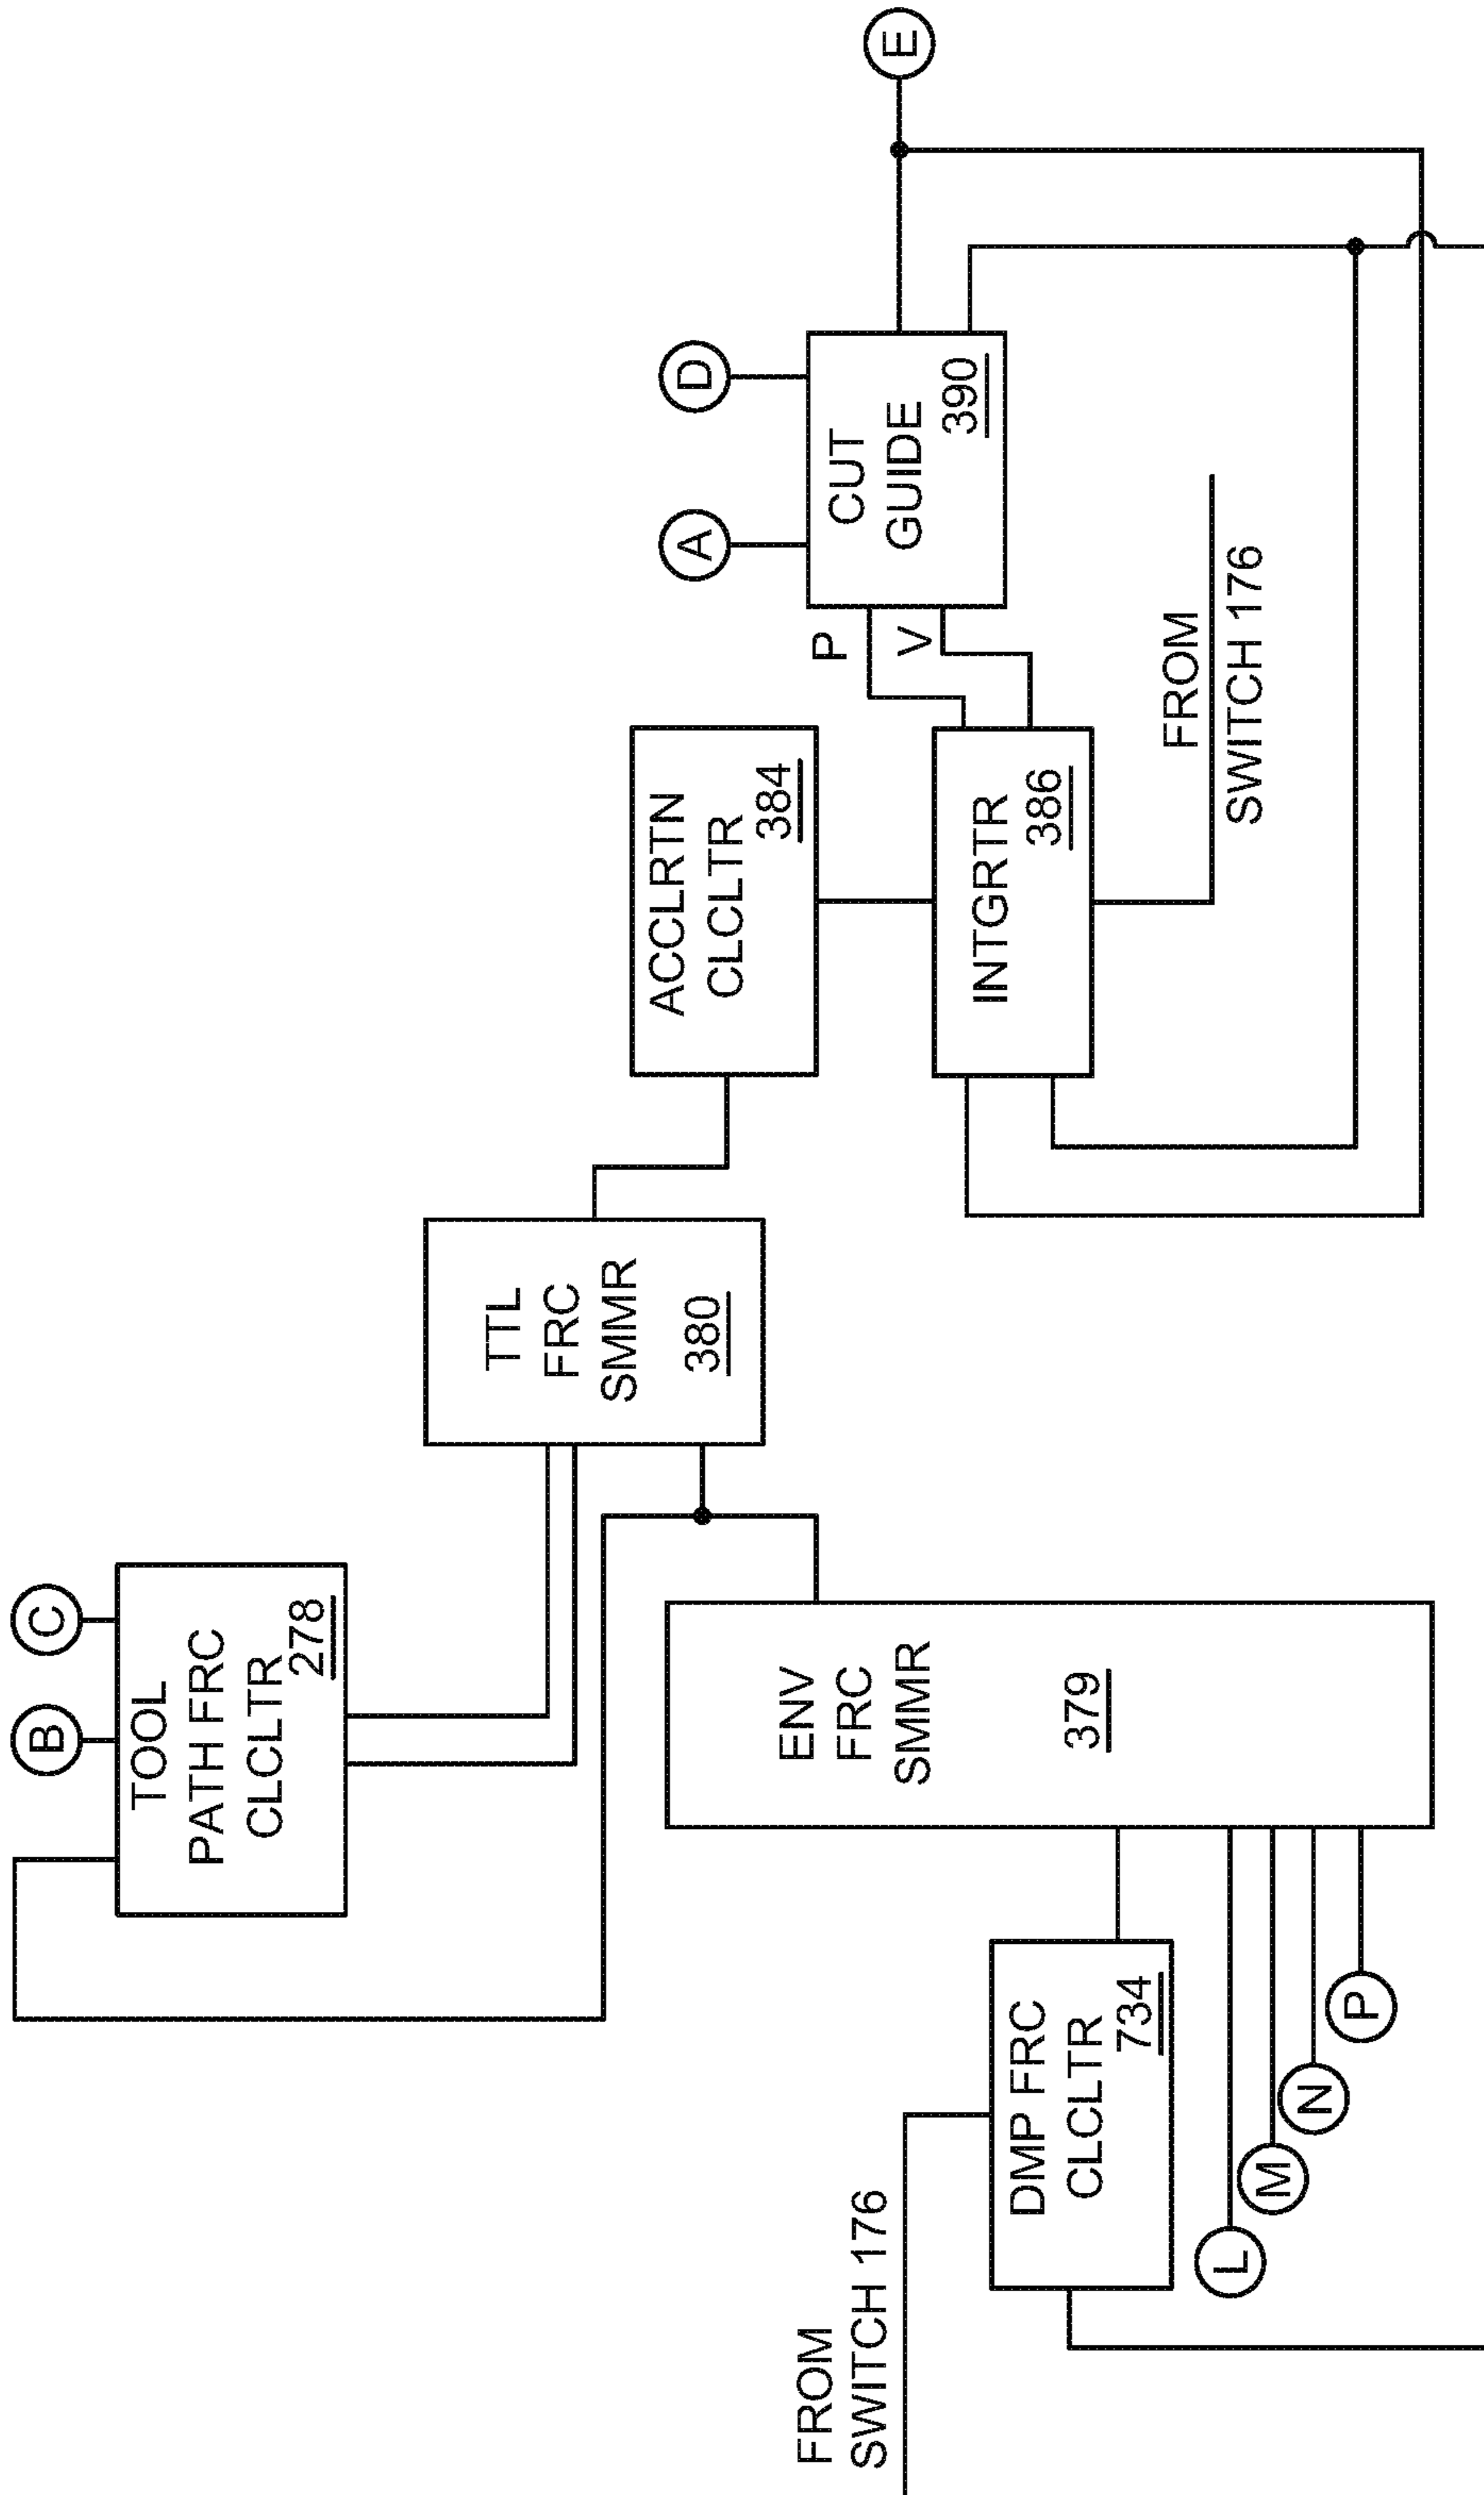 C
B
TOOL
PATH FRC
CLCLTR
278
TTL
FRC
SMMR
380
ENV
FRC
SMMR
379
FROM
SWITCH 176
DMP FRC
CLCLTR
734
L
M
N
P
ACCLRTN
CLCLTR
384
INTGRTR
386
FROM
SWITCH 176
P
V
A
D
CUT
GUIDE
390
E